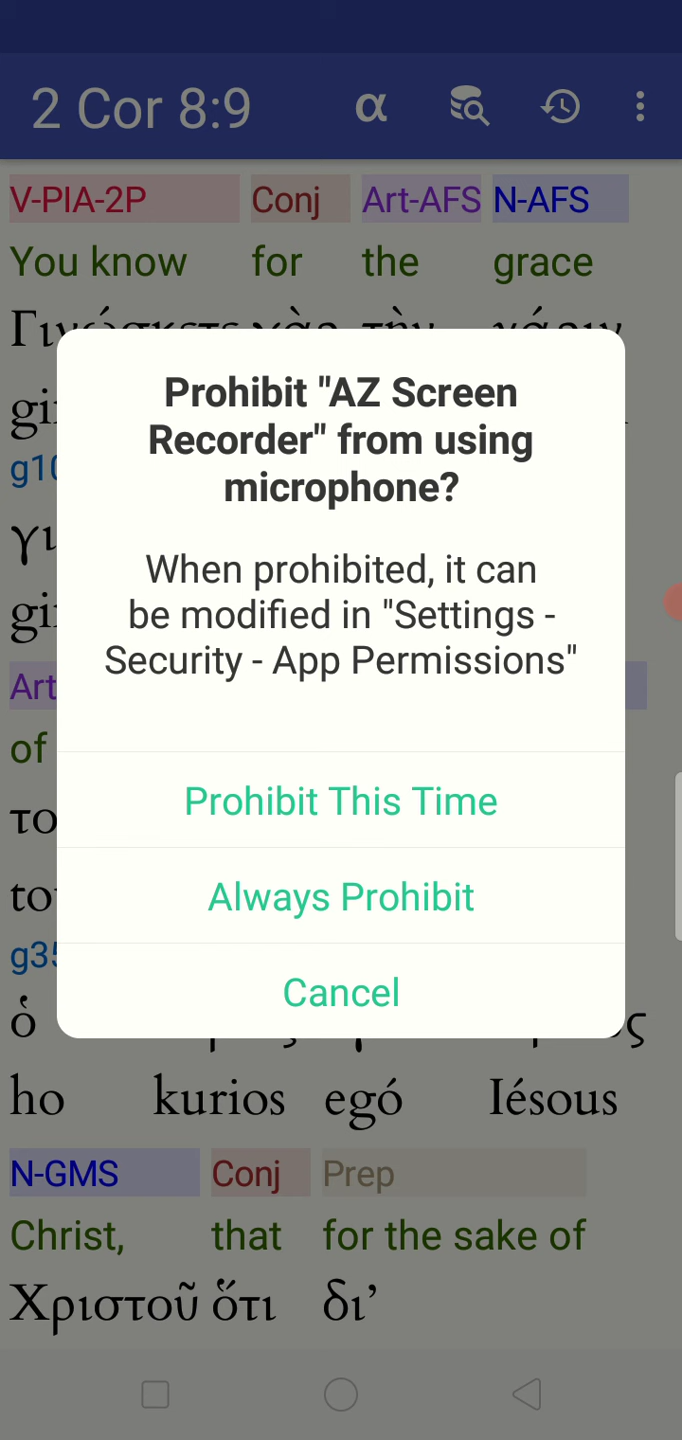 2 Cor 8:9 α
V-PIA-2P Conj Art-AFS N-AFS
You know for the grace
Prohibit "AZ Screen
Recorder" from using
microphone?
When prohibited, it can
be modified in "Settings -
Security - App Permissions"
Prohibit This Time
Always Prohibit
Cancel
of
ὁ
ho kurios egó Iésous
N-GMS Conj Prep
Christ, that for the sake of
Χριστοῦ ὅτι δι’